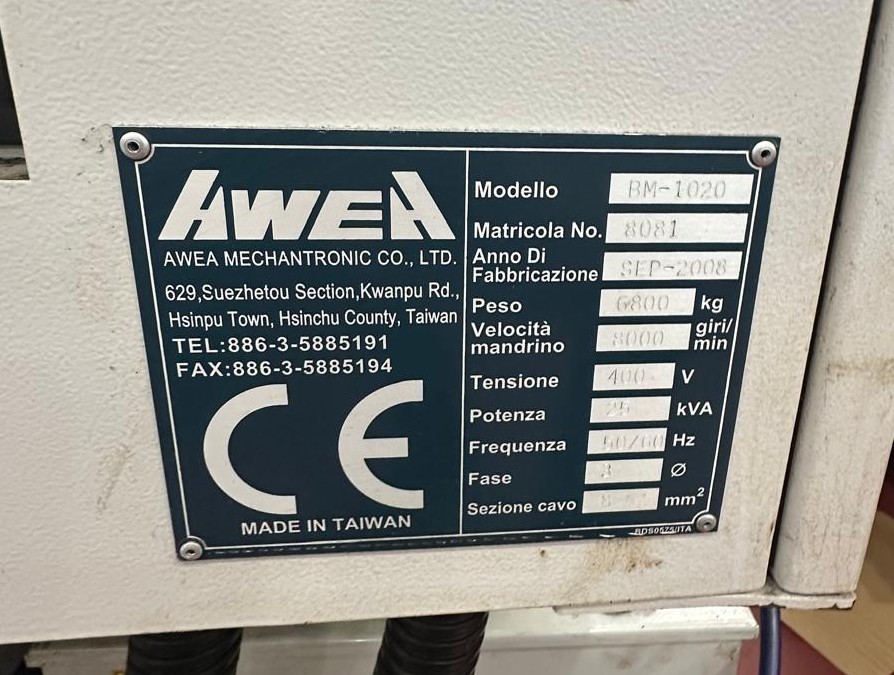 AWEA
AWEA MECHANTRONIC CO., LTD.
629,Suezhetou Section,Kwanpu Rd.,
Hsinpu Town, Hsinchu County, Taiwan
TEL:886-3-5885191
FAX:886-3-5885194
CE
MADE IN TAIWAN
Modello BM-1020
Matricola No. 8081
Anno Di
Fabbricazione SEP-2008
Peso 6800 kg
Velocità
mandrino 8000 giri/
min
Tensione 400 V
Potenza 25 kVA
Frequenza 50/60 Hz
Fase 3 Ø
Sezione cavo mm²
BDS0575/ITA